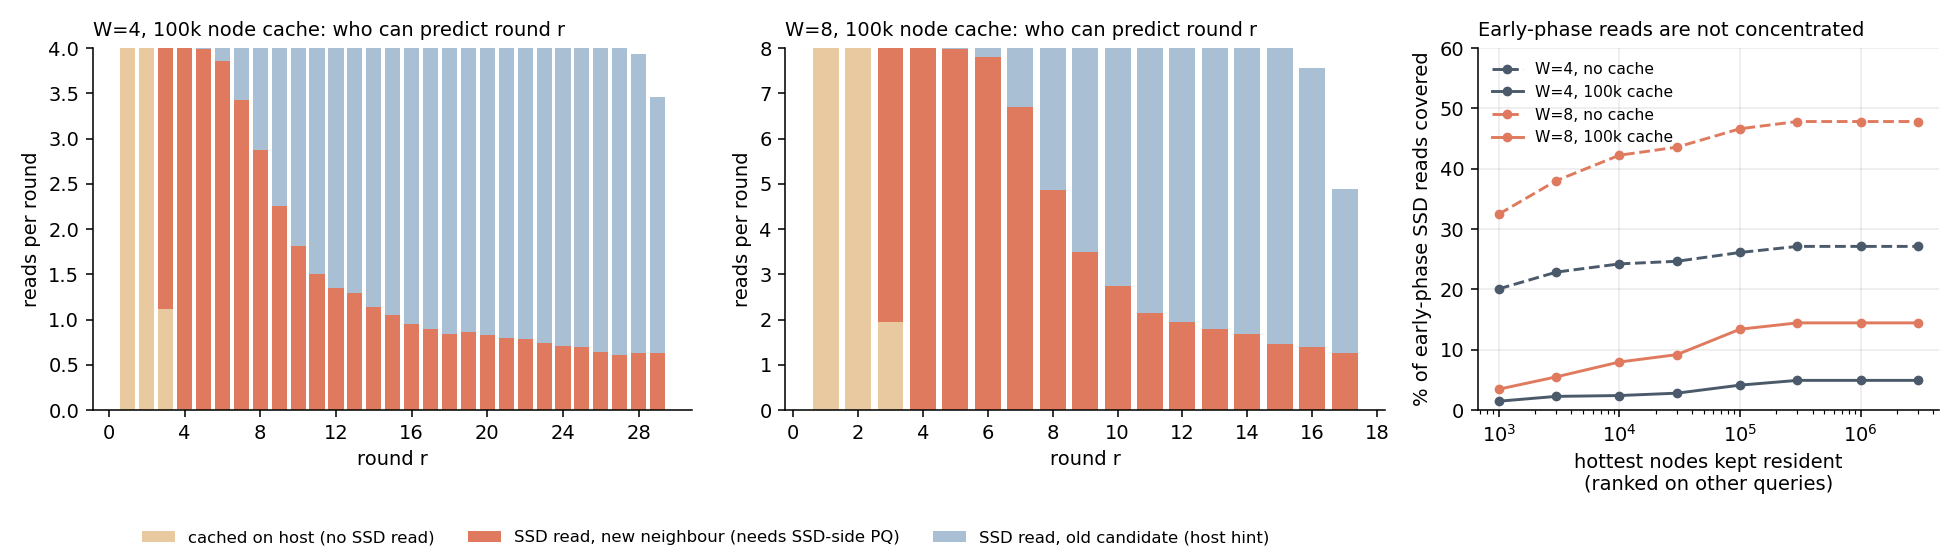 W=4, 100k node cache: who can predict round r
4.0
3.5
3.0
2.5
2.0
1.5
1.0
0.5
0.0
reads per round
0 4 8 12 16 20 24 28
round r
W=8, 100k node cache: who can predict round r
8
7
6
5
4
3
2
1
0
reads per round
0 2 4 6 8 10 12 14 16 18
round r
Early-phase reads are not concentrated
60
50
40
30
20
10
0
% of early-phase SSD reads covered
W=4, no cache
W=4, 100k cache
W=8, no cache
W=8, 100k cache
10³ 10⁴ 10⁵ 10⁶
hottest nodes kept resident
(ranked on other queries)
cached on host (no SSD read)
SSD read, new neighbour (needs SSD-side PQ)
SSD read, old candidate (host hint)